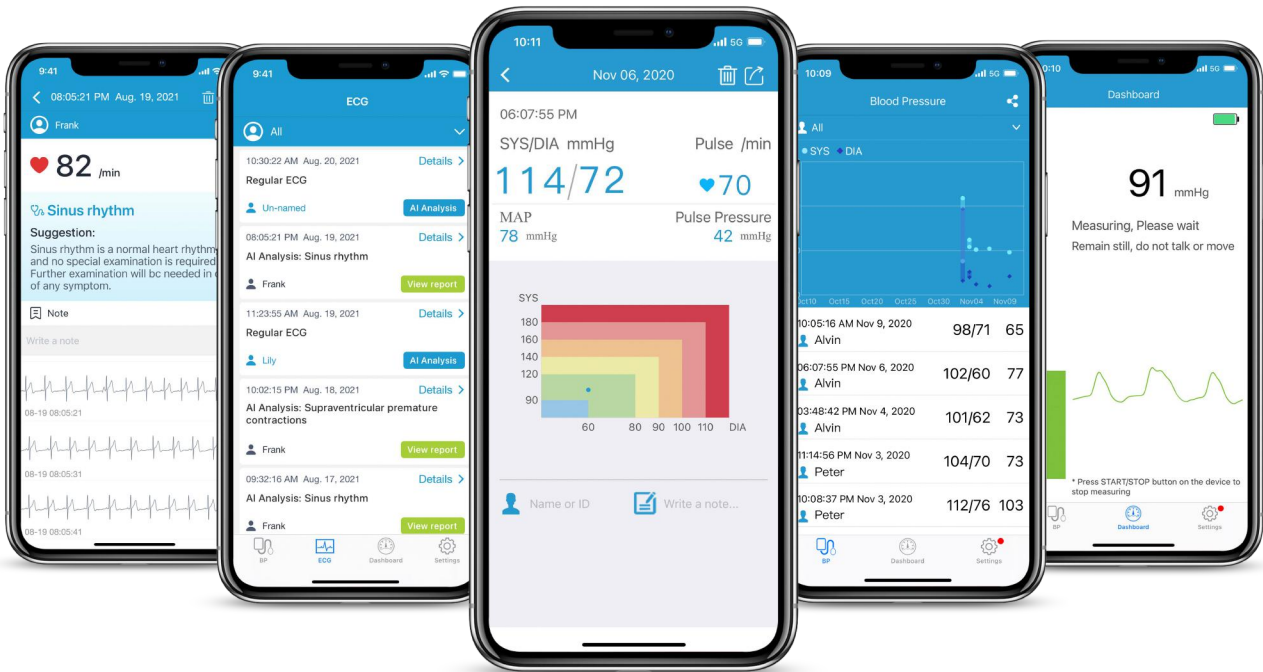 9:41
08:05:21 PM Aug. 19, 2021
Frank
82 /min
Sinus rhythm
Suggestion:
Sinus rhythm is a normal heart rhythm
and no special examination is required
Further examination will bc needed in
of any symptom.
Note
Write a note
08-19 08:05:21
08-19 08:05:31
08-19 08:05:41
9:41
ECG
All
10:30:22 AM Aug. 20, 2021 Details >
Regular ECG
Un-named AI Analysis
08:05:21 PM Aug. 19, 2021 Details >
AI Analysis: Sinus rhythm
Frank View report
11:23:55 AM Aug. 19, 2021 Details >
Regular ECG
Lily AI Analysis
10:02:15 PM Aug. 18, 2021 Details >
AI Analysis: Supraventricular premature
contractions
Frank View report
09:32:16 AM Aug. 17, 2021 Details >
AI Analysis: Sinus rhythm
Frank View report
BP ECG Dashboard Settings
10:11 5G
Nov 06, 2020
06:07:55 PM
SYS/DIA mmHg Pulse /min
114/72 70
MAP Pulse Pressure
78 mmHg 42 mmHg
SYS
180
160
140
120
90
60 80 90 100 110 DIA
Name or ID Write a note...
10:09 5G
Blood Pressure
All
SYS DIA
Oct10 Oct15 Oct20 Oct25 Oct30 Nov04 Nov09
10:05:16 AM Nov 9, 2020
Alvin 98/71 65
06:07:55 PM Nov 6, 2020
Alvin 102/60 77
03:48:42 PM Nov 4, 2020
Alvin 101/62 73
11:14:56 PM Nov 3, 2020
Peter 104/70 73
10:08:37 PM Nov 3, 2020
Peter 112/76 103
BP Dashboard Settings
0:10 5G
Dashboard
91 mmHg
Measuring, Please wait
Remain still, do not talk or move
* Press START/STOP button on the device to
stop measuring
BP Dashboard Settings